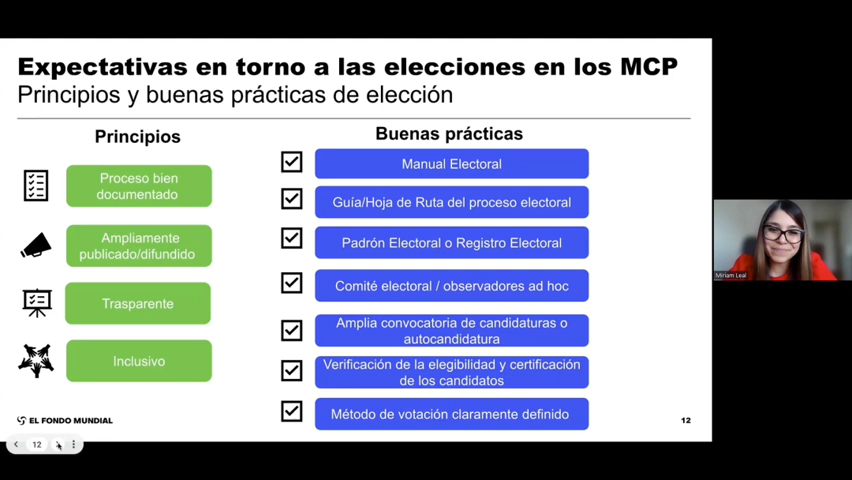 Expectativas en torno a las elecciones en los MCP
Principios y buenas prácticas de elección
Principios
Proceso bien
documentado
Ampliamente
publicado/difundido
Trasparente
Inclusivo
Buenas prácticas
Manual Electoral
Guía/Hoja de Ruta del proceso electoral
Padrón Electoral o Registro Electoral
Comité electoral / observadores ad hoc
Amplia convocatoria de candidaturas o
autocandidatura
Verificación de la elegibilidad y certificación
de los candidatos
Método de votación claramente definido
EL FONDO MUNDIAL
12
12
Miriam Leal